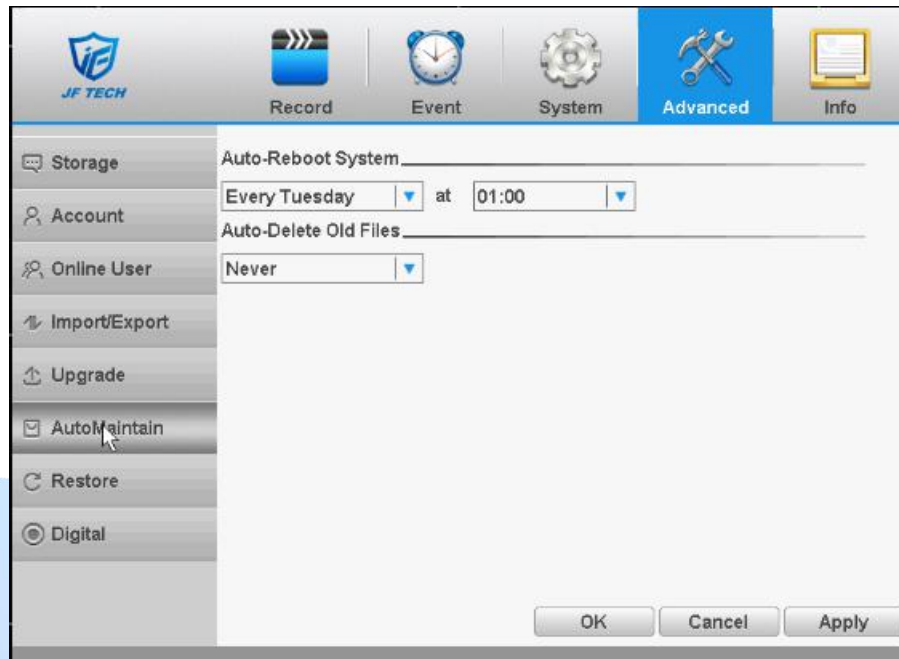 JF TECH
Record
Event
System
Advanced
Info
Storage
Account
Online User
Import/Export
Upgrade
AutoMaintain
Restore
Digital
Auto-Reboot System
Every Tuesday at 01:00
Auto-Delete Old Files
Never
OK
Cancel
Apply